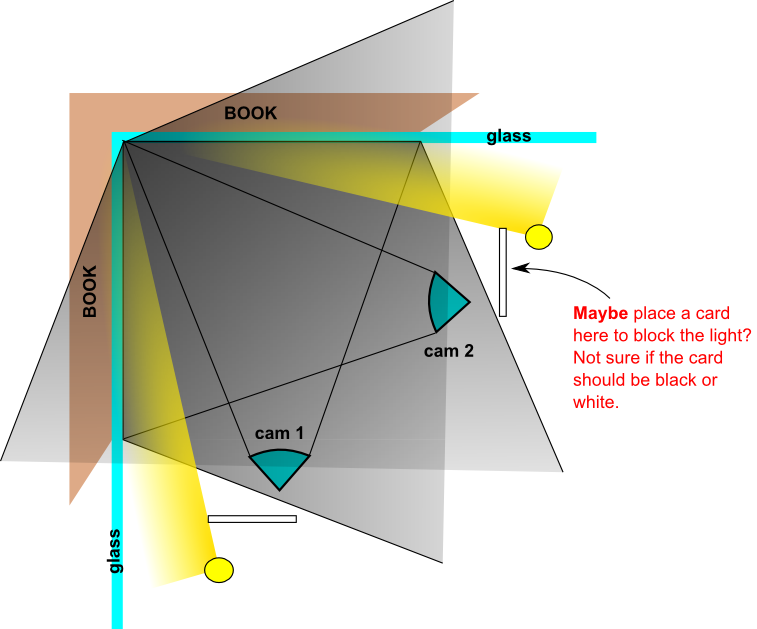 BOOK
glass
BOOK
Maybe place a card
here to block the light?
Not sure if the card
should be black or
white.
cam 2
cam 1
glass